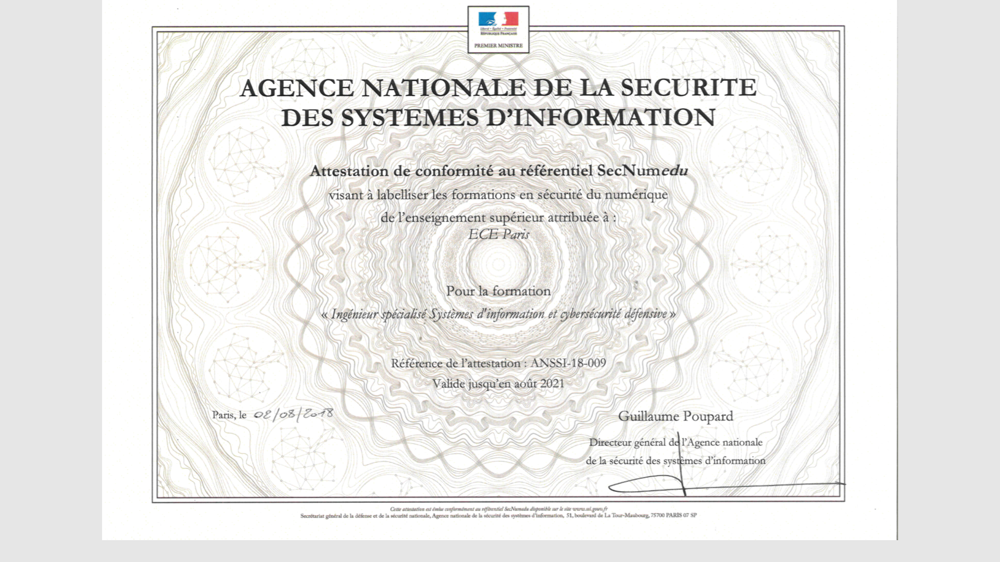 Liberté • Égalité • Fraternité
RÉPUBLIQUE FRANÇAISE
PREMIER MINISTRE
AGENCE NATIONALE DE LA SECURITE
DES SYSTEMES D’INFORMATION
Attestation de conformité au référentiel SecNumedu
visant à labelliser les formations en sécurité du numérique
de l’enseignement supérieur attribuée à :
ECE Paris
Pour la formation
« Ingénieur spécialisé Systèmes d'information et cybersécurité défensive »
Référence de l’attestation : ANSSI-18-009
Valide jusqu’en août 2021
Paris, le 02/08/2018
Guillaume Poupard
Directeur général de l’Agence nationale
de la sécurité des systèmes d’information
Cette attestation est émise conformément au référentiel SecNumedu disponible sur le site www.ssi.gouv.fr
Secrétariat général de la défense et de la sécurité nationale, Agence nationale de la sécurité des systèmes d’information, 51, boulevard de La Tour-Maubourg, 75700 PARIS 07 SP